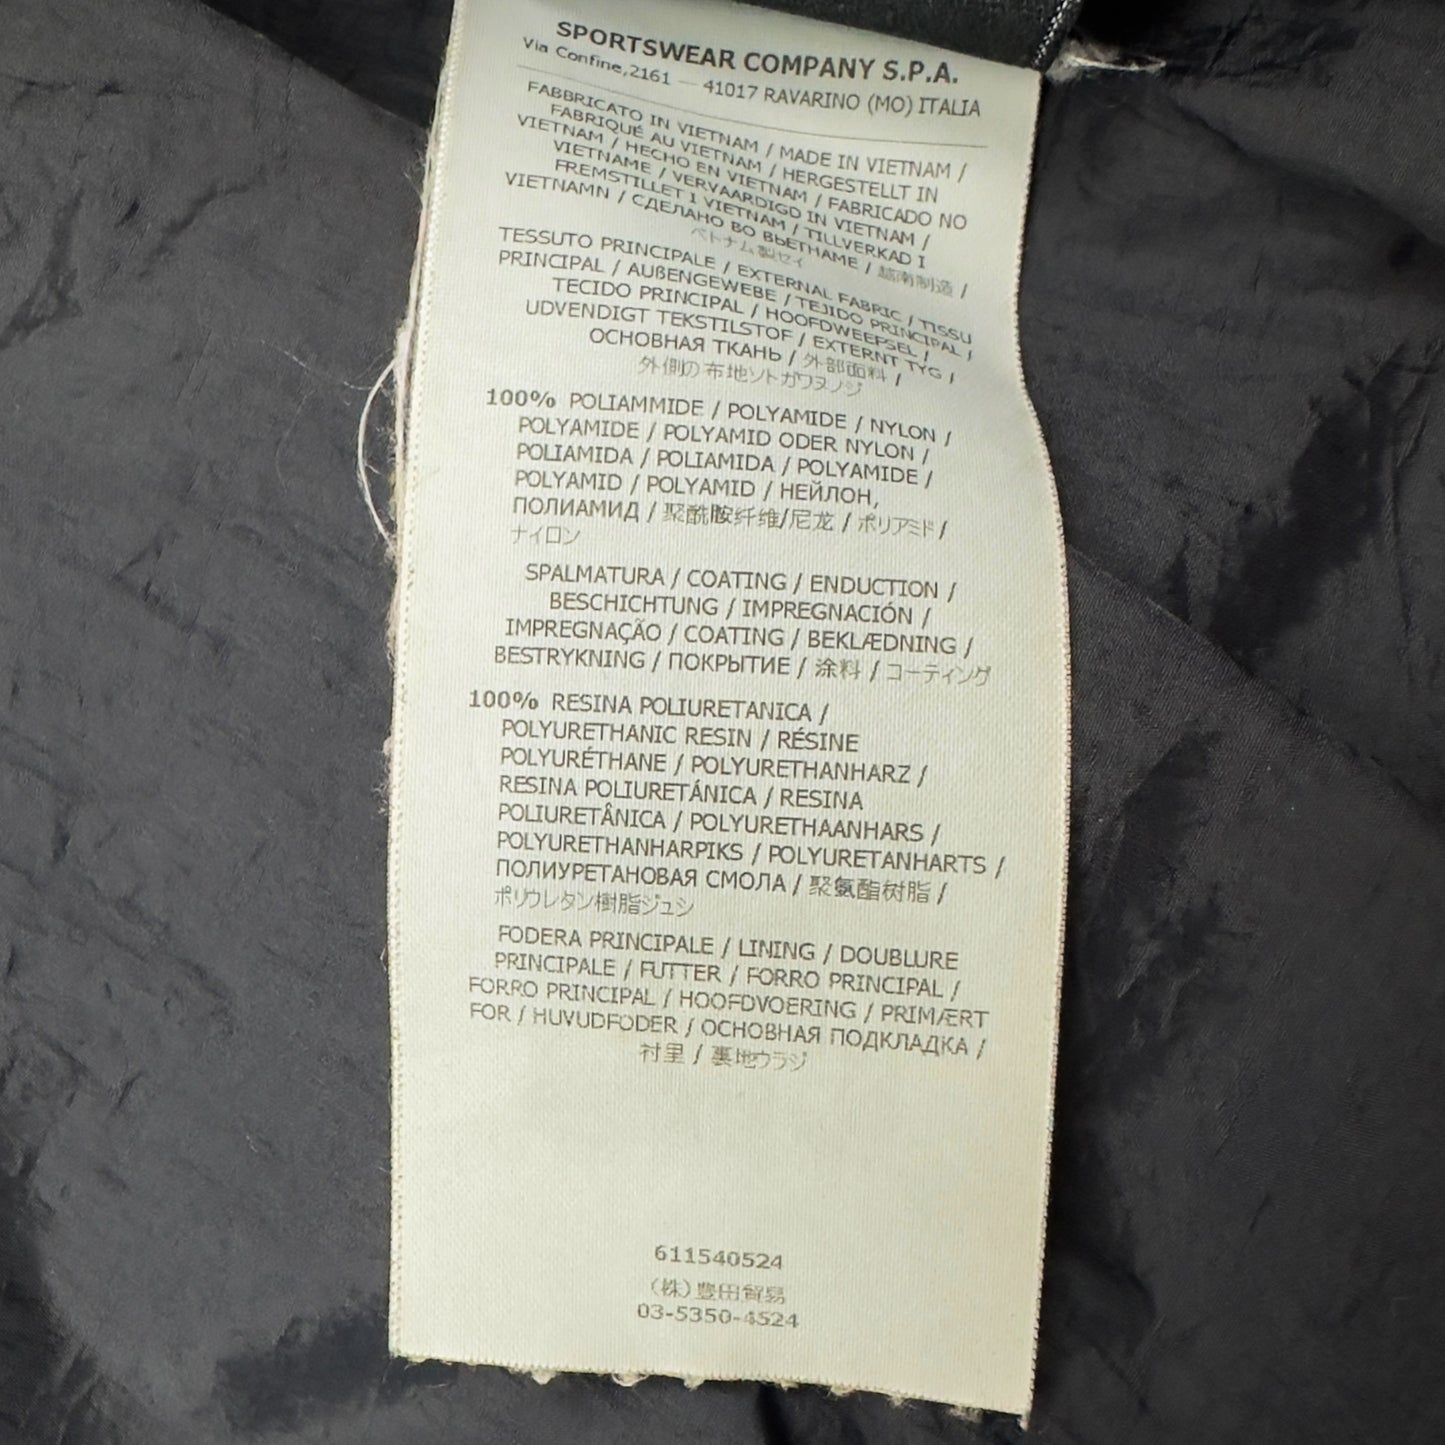 SPORTSWEAR COMPANY S.P.A.
Via Confine,2161 — 41017 RAVARINO (MO) ITALIA
FABBRICATO IN VIETNAM / MADE IN VIETNAM /
FABRIQUÉ AU VIETNAM / HERGESTELLT IN
VIETNAM / HECHO EN VIETNAM / FABRICADO NO
VIETNAME / VERVAARDIGD IN VIETNAM /
FREMSTILLET I VIETNAM / TILLVERKAD I
VIETNAMN / СДЕЛАНО ВО ВЬЕТНАМЕ / 越南制造 /
ベトナム製セイ
TESSUTO PRINCIPALE / EXTERNAL FABRIC / TISSU
PRINCIPAL / AUßENGEWEBE / TEJIDO PRINCIPAL /
TECIDO PRINCIPAL / HOOFDWEEPSEL /
UDVENDIGT TEKSTILSTOF / EXTERNT TYG /
ОСНОВНАЯ ТКАНЬ / 外部面料 /
外側の布地ソトガワヌノジ
100% POLIAMMIDE / POLYAMIDE / NYLON /
POLYAMIDE / POLYAMID ODER NYLON /
POLIAMIDA / POLIAMIDA / POLYAMIDE /
POLYAMID / POLYAMID / НЕЙЛОН,
ПОЛИАМИД / 聚酰胺纤维/尼龙 / ポリアミド /
ナイロン
SPALMATURA / COATING / ENDUCTION /
BESCHICHTUNG / IMPREGNACIÓN /
IMPREGNAÇÃO / COATING / BEKLÆDNING /
BESTRYKNING / ПОКРЫТИЕ / 涂料 / コーティング
100% RESINA POLIURETANICA /
POLYURETHANIC RESIN / RÉSINE
POLYURÉTHANE / POLYURETHANHARZ /
RESINA POLIURETÁNICA / RESINA
POLIURETÂNICA / POLYURETHAANHARS /
POLYURETHANHARPIKS / POLYURETANHARTS /
ПОЛИУРЕТАНОВАЯ СМОЛА / 聚氨酯树脂 /
ポリウレタン樹脂ジュシ
FODERA PRINCIPALE / LINING / DOUBLURE
PRINCIPALE / FUTTER / FORRO PRINCIPAL /
FORRO PRINCIPAL / HOOFDVOERING / PRIMÆRT
FOR / HUVUDFODER / ОСНОВНАЯ ПОДКЛАДКА /
衬里 / 裏地ウラジ
611540524
(株)豊田貿易
03-5350-4524